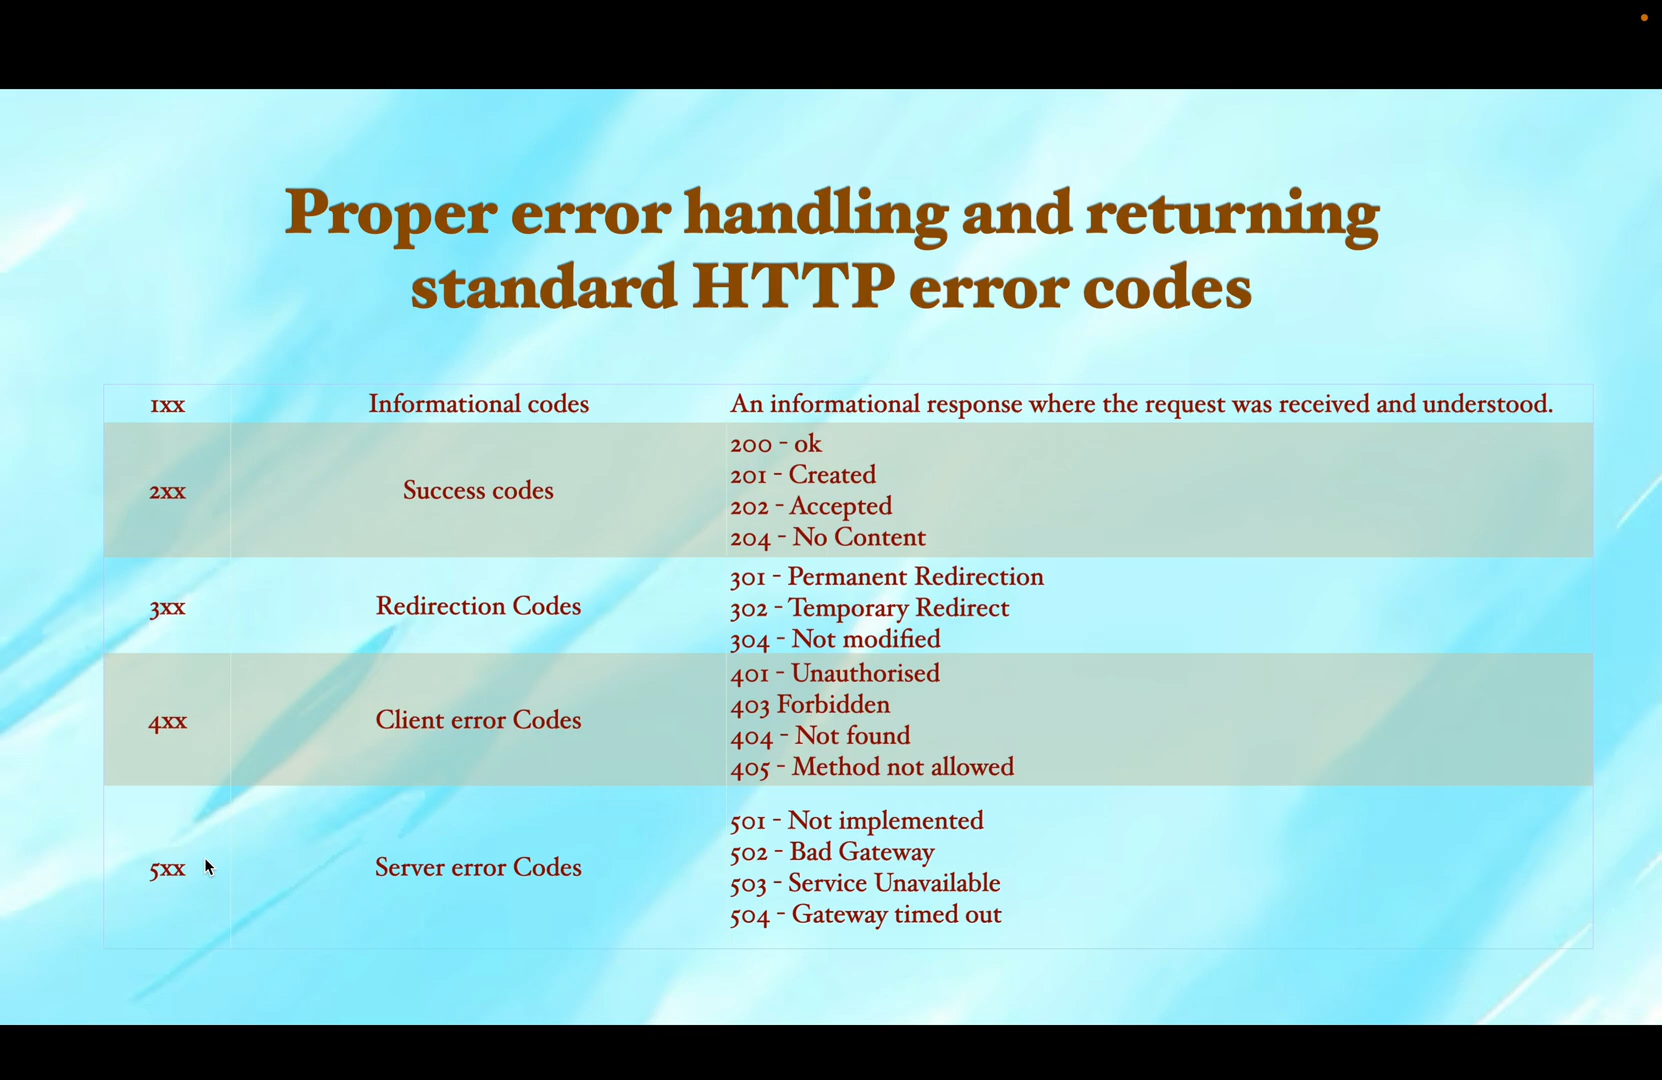 Proper error handling and returning
standard HTTP error codes
1xx
Informational codes
An informational response where the request was received and understood.
2xx
Success codes
200 - ok
201 - Created
202 - Accepted
204 - No Content
3xx
Redirection Codes
301 - Permanent Redirection
302 - Temporary Redirect
304 - Not modified
4xx
Client error Codes
401 - Unauthorised
403 Forbidden
404 - Not found
405 - Method not allowed
5xx
Server error Codes
501 - Not implemented
502 - Bad Gateway
503 - Service Unavailable
504 - Gateway timed out